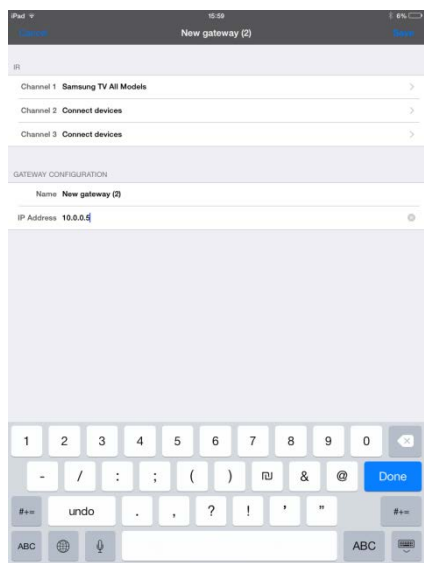 iPad 15:59 6%
Cancel New gateway (2) Save
IR
Channel 1 Samsung TV All Models
Channel 2 Connect devices
Channel 3 Connect devices
GATEWAY CONFIGURATION
Name New gateway (2)
IP Address 10.0.0.5
1 2 3 4 5 6 7 8 9 0
- / : ; ( ) ₪ & @ Done
#+= undo . , ? ! ' " #+=
ABC ABC